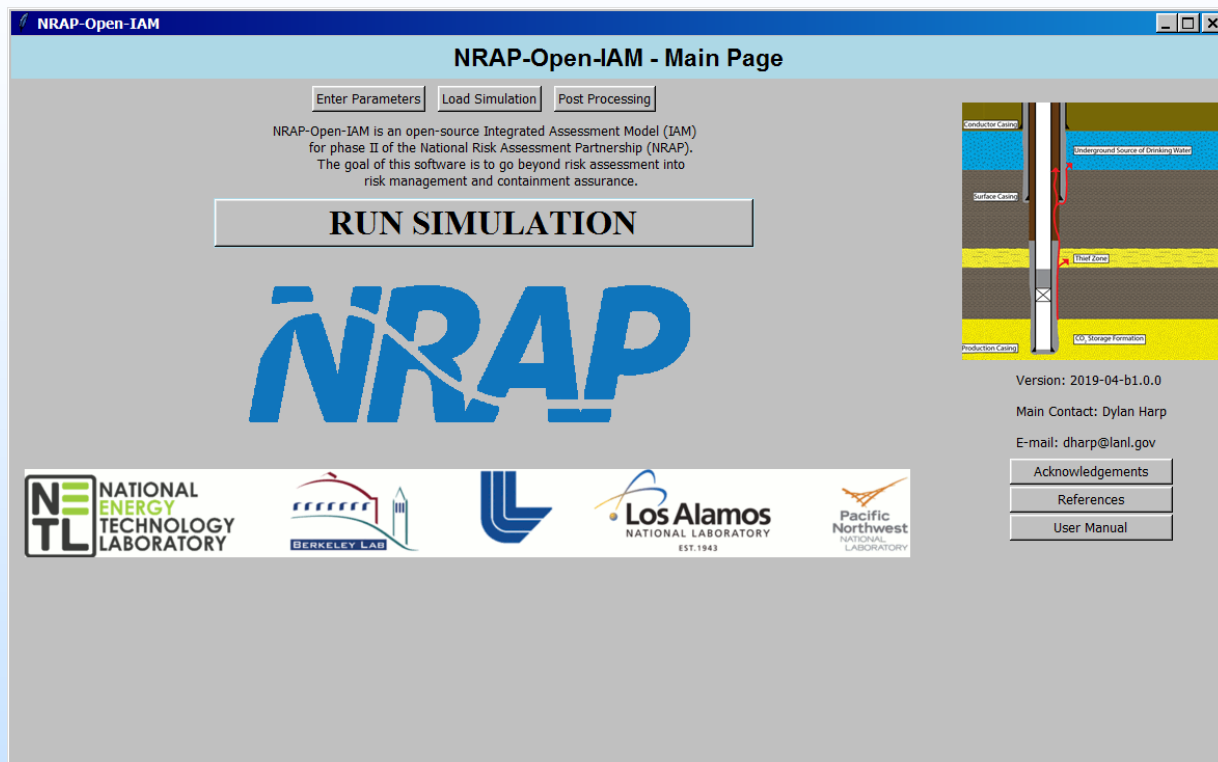 NRAP-Open-IAM
NRAP-Open-IAM - Main Page
Enter Parameters
Load Simulation
Post Processing
NRAP-Open-IAM is an open-source Integrated Assessment Model (IAM)
for phase II of the National Risk Assessment Partnership (NRAP).
The goal of this software is to go beyond risk assessment into
risk management and containment assurance.
RUN SIMULATION
NRAP
NETL
NATIONAL
ENERGY
TECHNOLOGY
LABORATORY
BERKELEY LAB
Los Alamos
NATIONAL LABORATORY
EST.1943
Pacific
Northwest
NATIONAL
LABORATORY
Conductor Casing
Underground Source of Drinking Water
Surface Casing
Thief Zone
CO₂ Storage Formation
Production Casing
Version: 2019-04-b1.0.0
Main Contact: Dylan Harp
E-mail: dharp@lanl.gov
Acknowledgements
References
User Manual